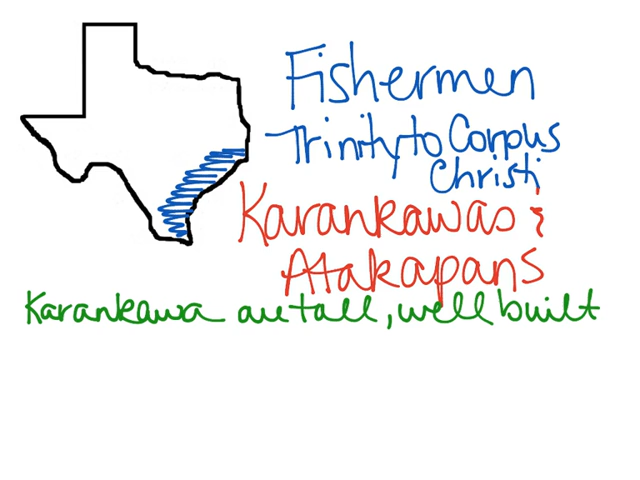 Fishermen
Trinity to Corpus
Christi
Karankawas &
Atakapans
Karankawa are tall, well built